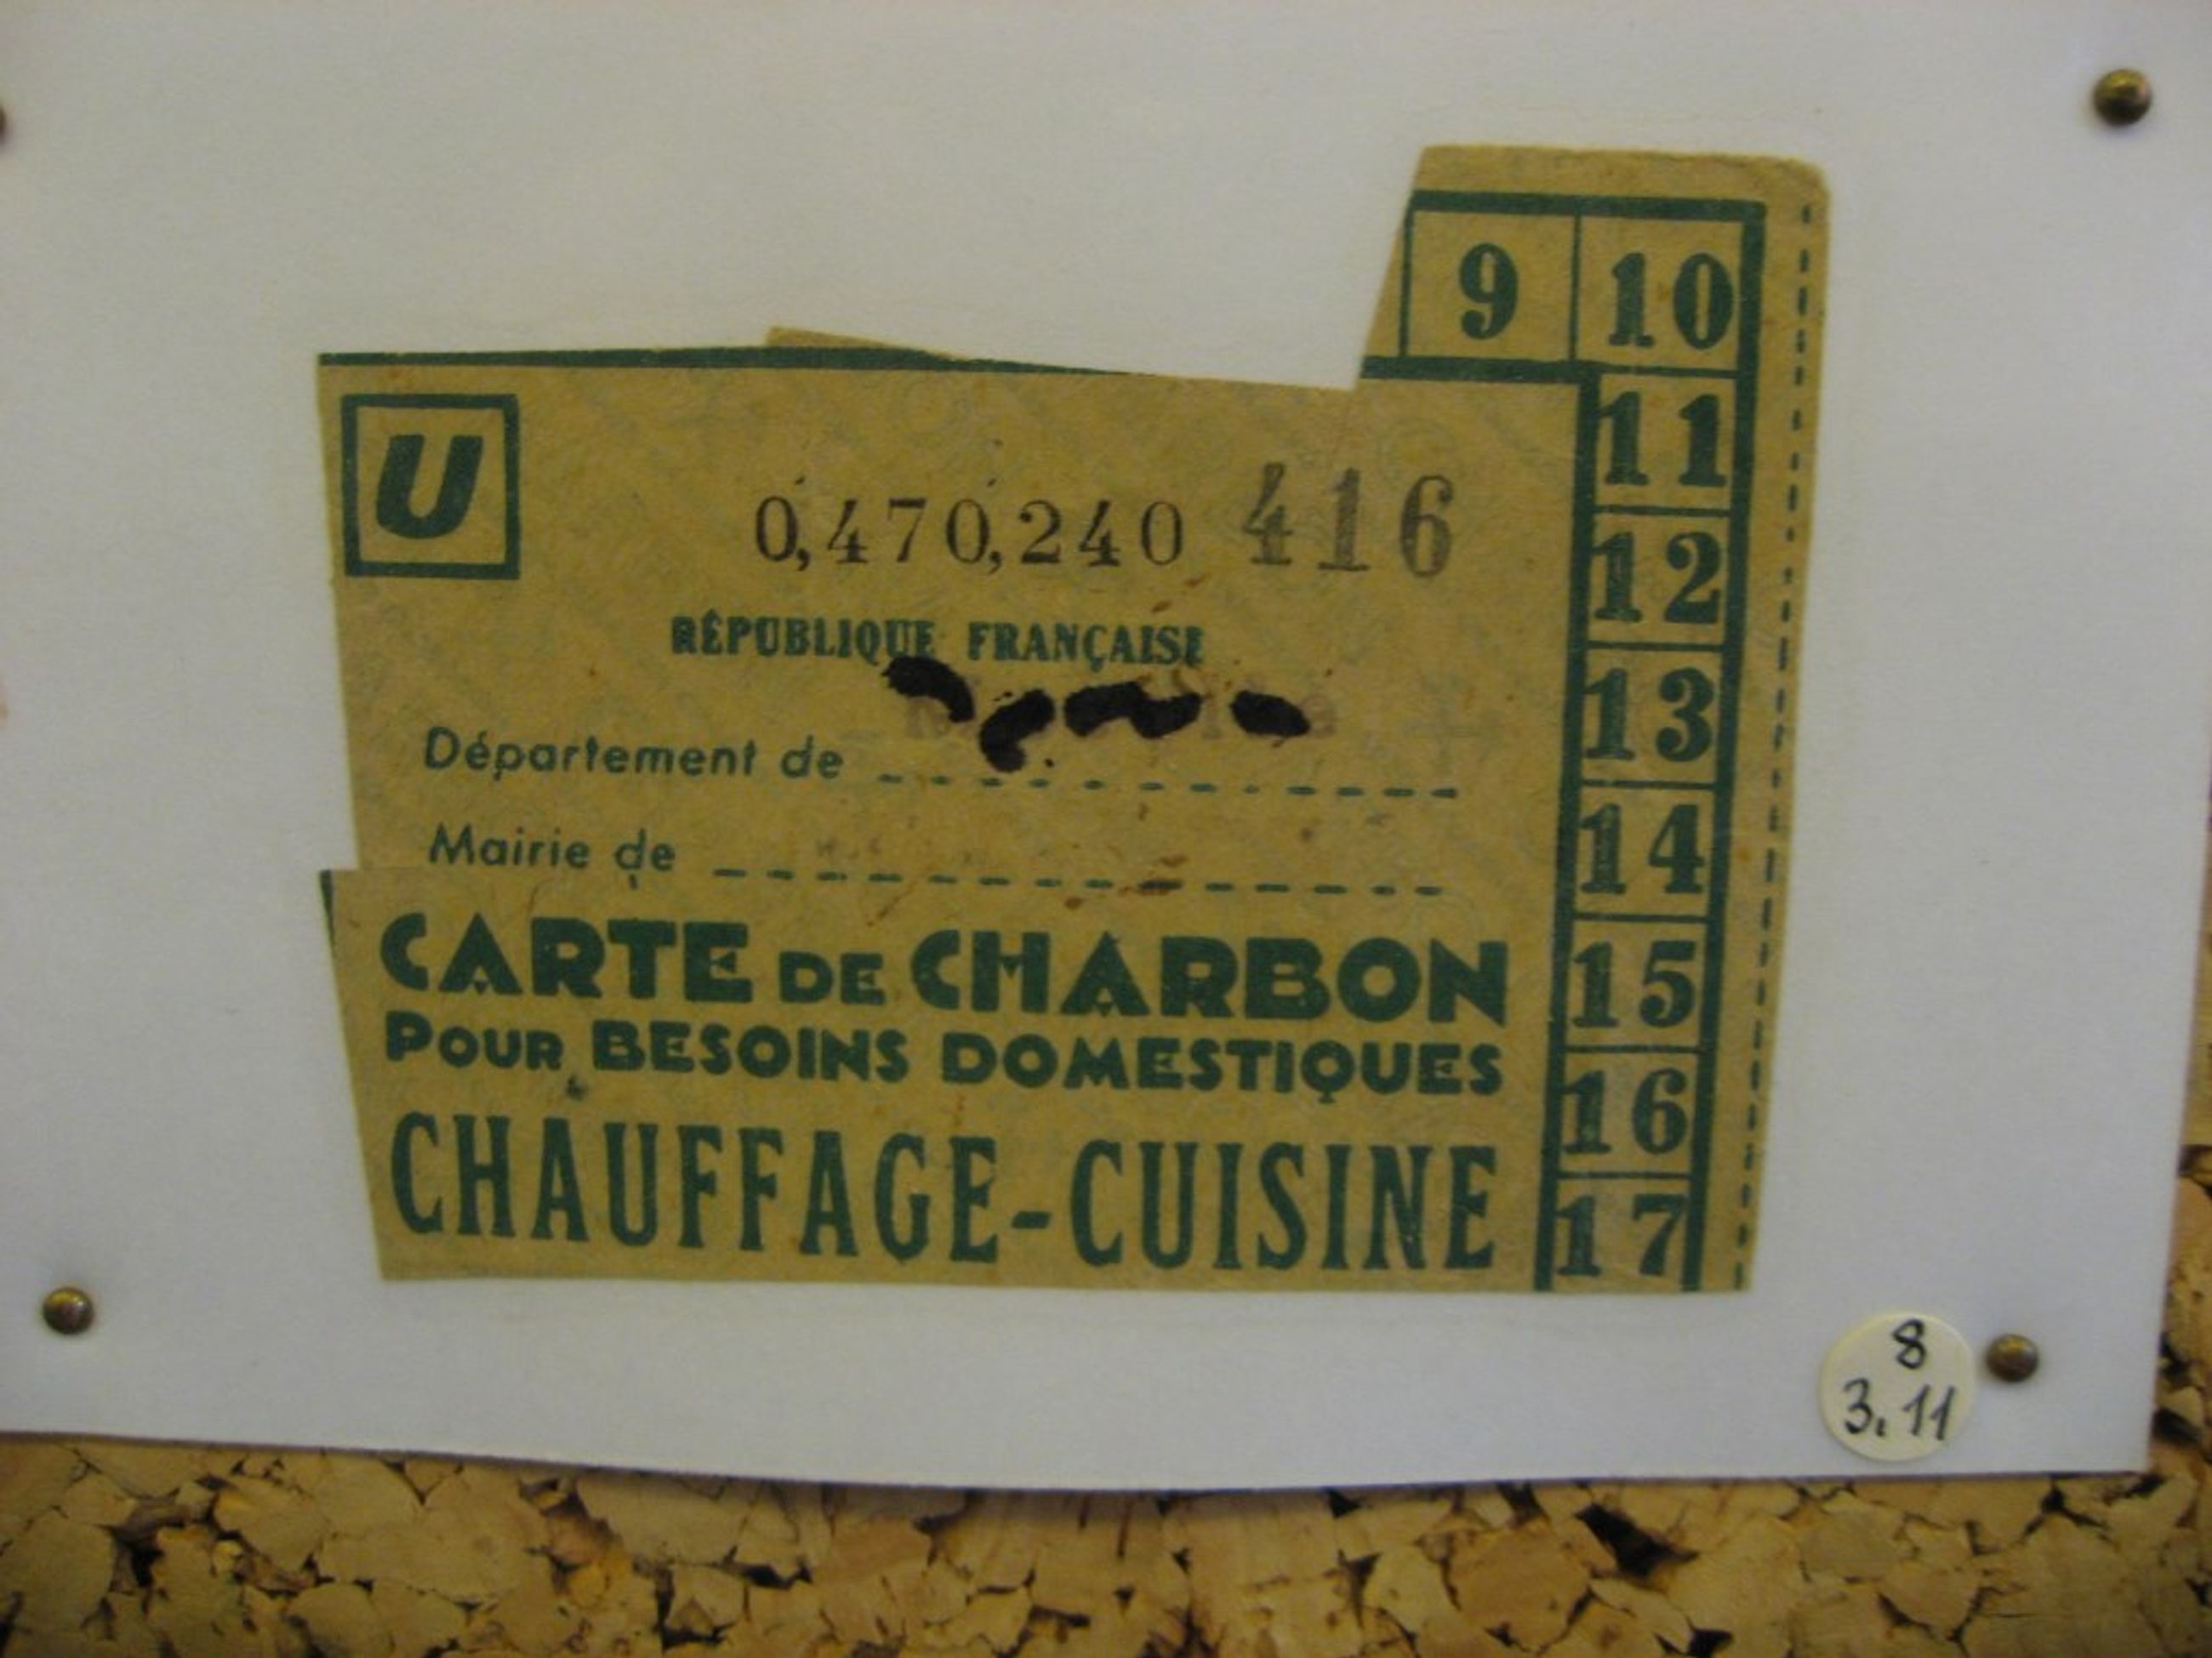 9 10
U
0,470,240 416
11
12
RÉPUBLIQUE FRANÇAISE
13
Département de
14
Mairie de
15
CARTE DE CHARBON
POUR BESOINS DOMESTIQUES
16
CHAUFFAGE-CUISINE
17
8
3.11